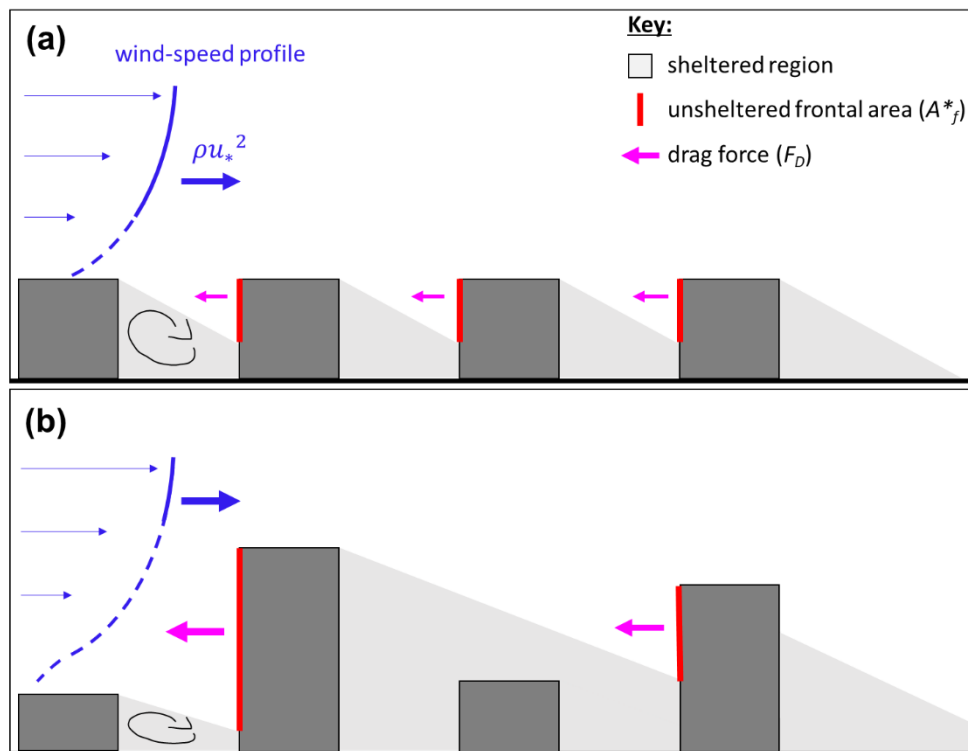 (a)
wind-speed profile
ρu*²
Key:
sheltered region
unsheltered frontal area (A*f)
drag force (FD)
(b)